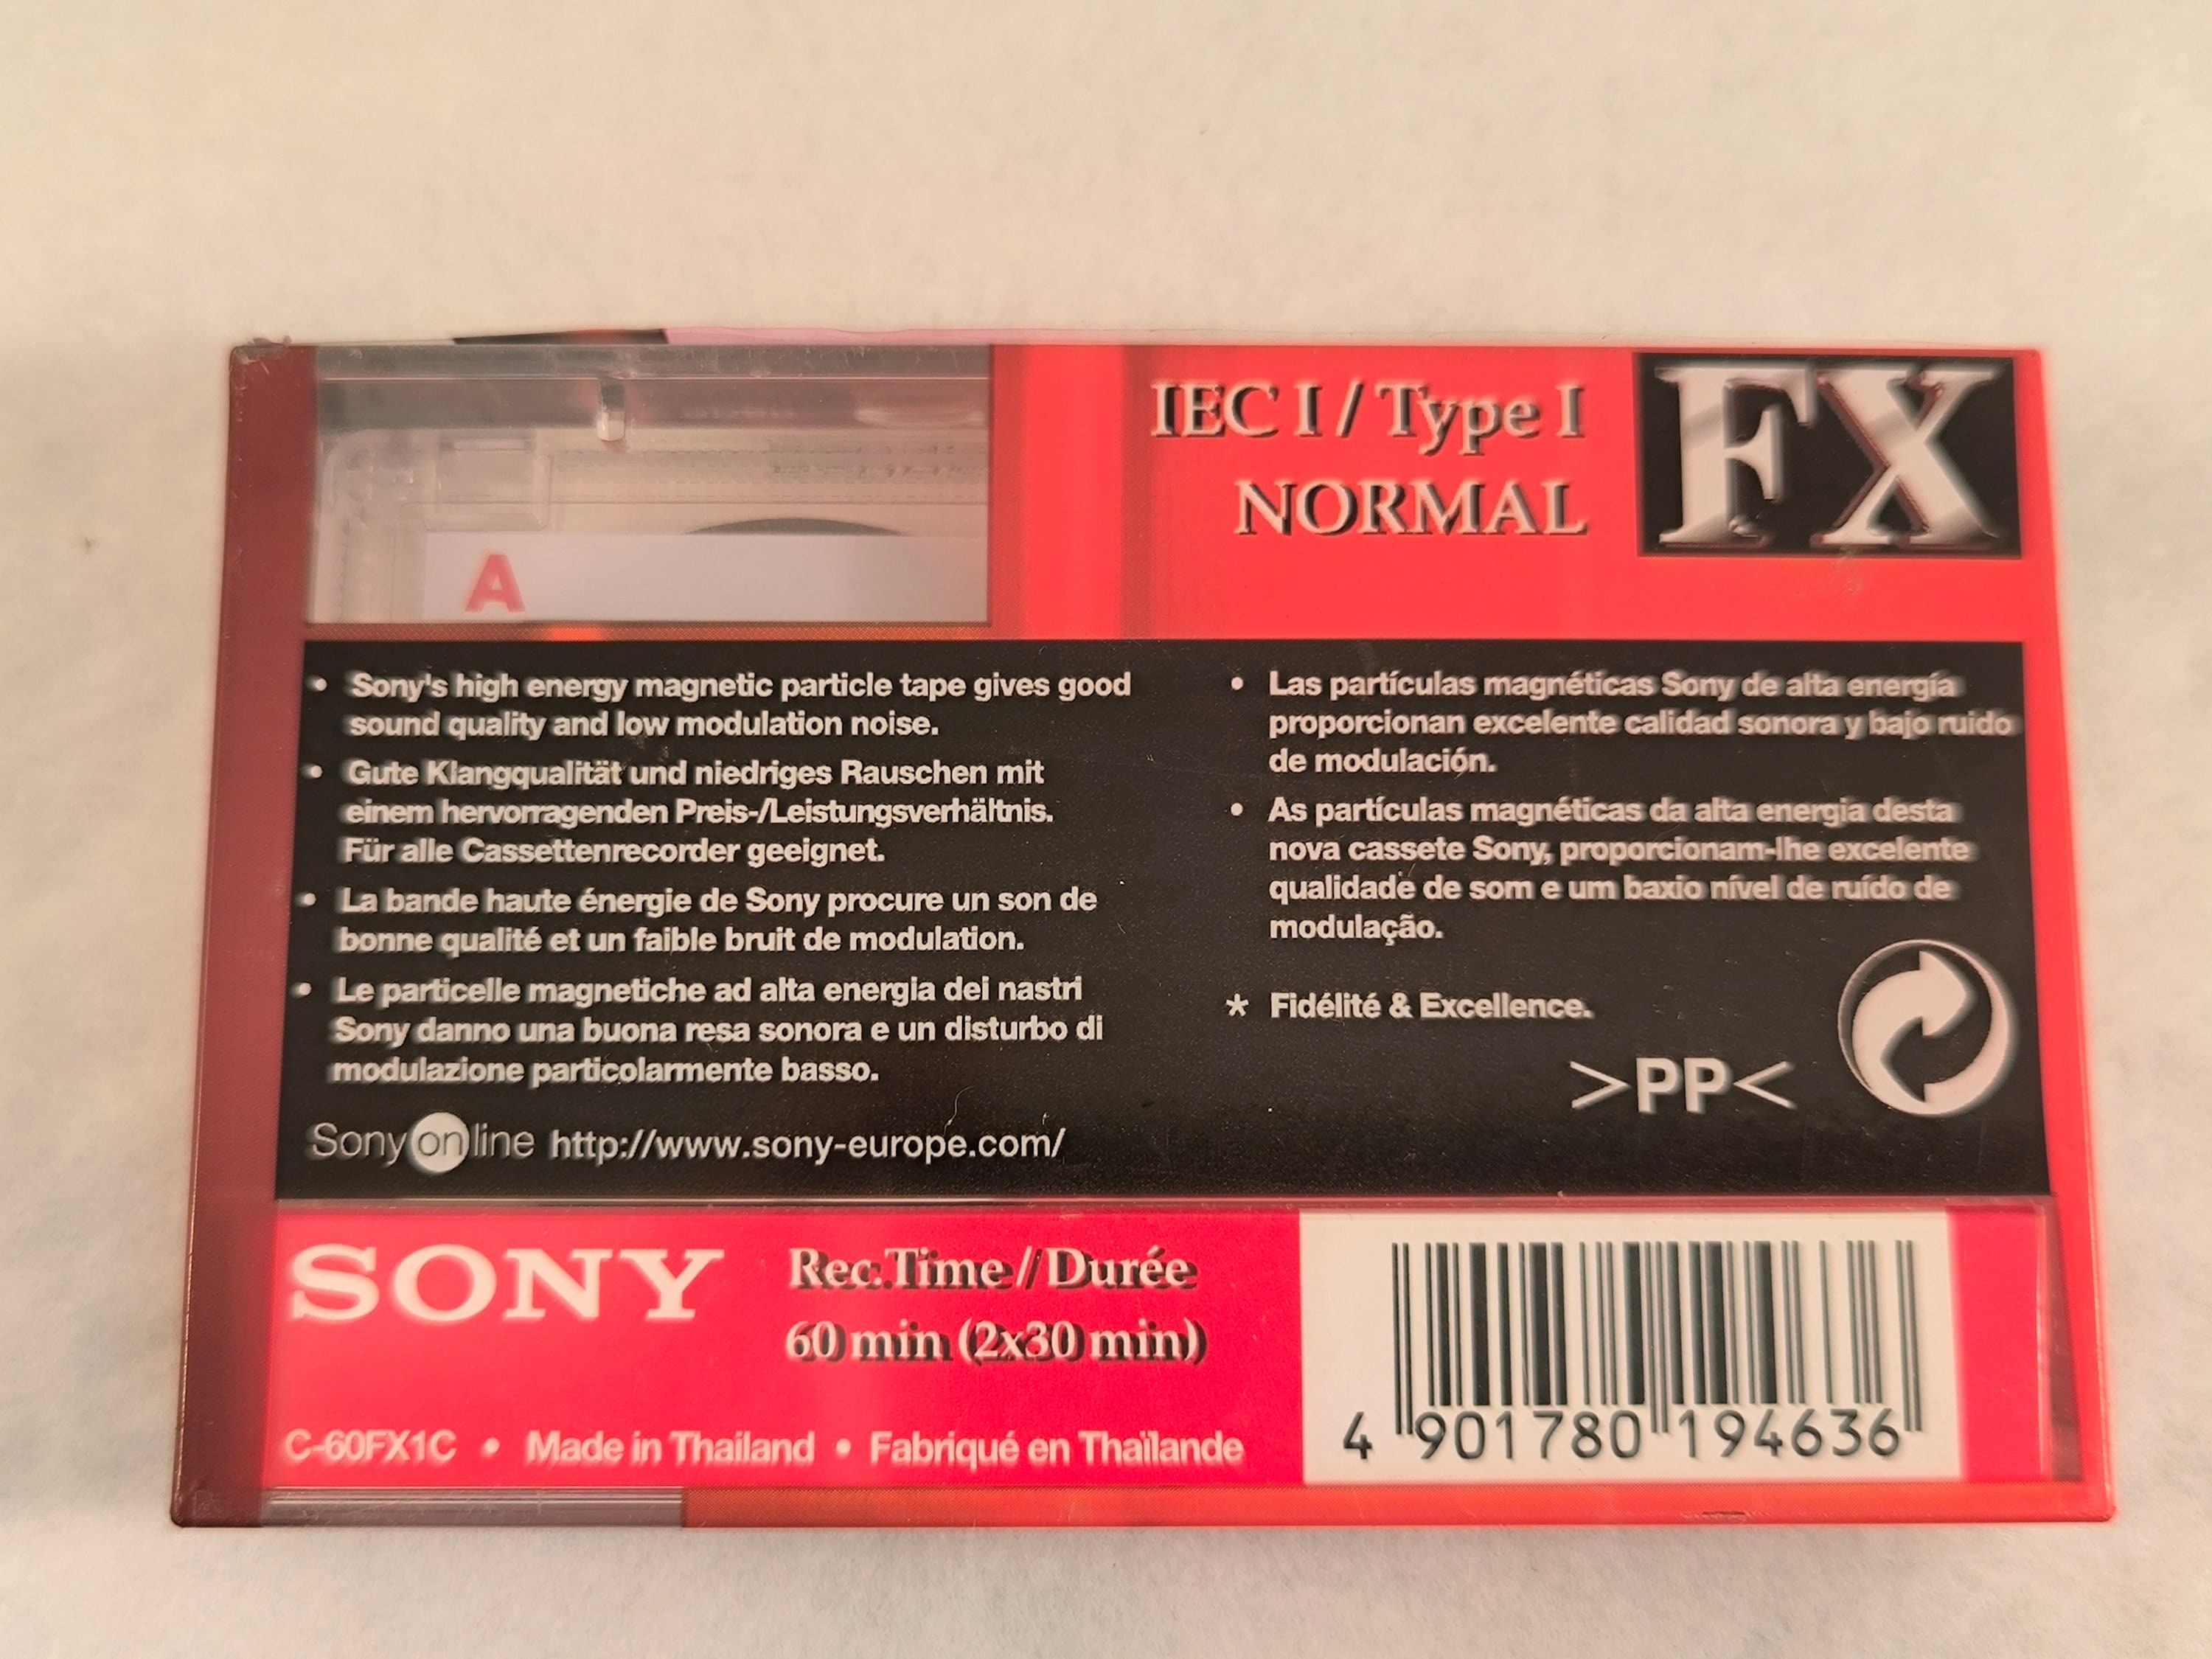 IEC I / Type I
NORMAL
FX
A
• Sony's high energy magnetic particle tape gives good
sound quality and low modulation noise.
• Gute Klangqualität und niedriges Rauschen mit
einem hervorragenden Preis-/Leistungsverhältnis.
Für alle Cassettenrecorder geeignet.
• La bande haute énergie de Sony procure un son de
bonne qualité et un faible bruit de modulation.
• Le particelle magnetiche ad alta energia dei nastri
Sony danno una buona resa sonora e un disturbo di
modulazione particolarmente basso.
Sony online http://www.sony-europe.com/
• Las partículas magnéticas Sony de alta energía
proporcionan excelente calidad sonora y bajo ruido
de modulación.
• As partículas magnéticas da alta energia desta
nova cassete Sony, proporcionam-lhe excelente
qualidade de som e um baxio nível de ruído de
modulação.
* Fidélité & Excellence.
>PP<
SONY
Rec.Time // Durée
60 min (2x30 min)
C-60FX1C • Made in Thailand • Fabriqué en Thaïlande
4 901780 194636